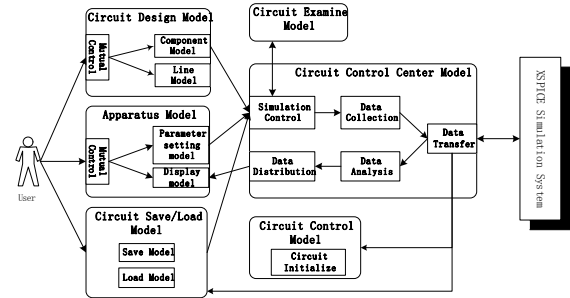 Circuit Design Model
Mutual
Control
Component
Model
Line Model
Circuit Examine
Model
Circuit Control Center Model
Simulation
Control
Data
Collection
Data
Transfer
Data
Distribution
Data
Analysis
XSPICE Simulation System
Apparatus Model
Mutual
Control
Parameter
setting
model
Display
model
User
Circuit Save/Load
Model
Save Model
Load Model
Circuit Control
Model
Circuit
Initialize